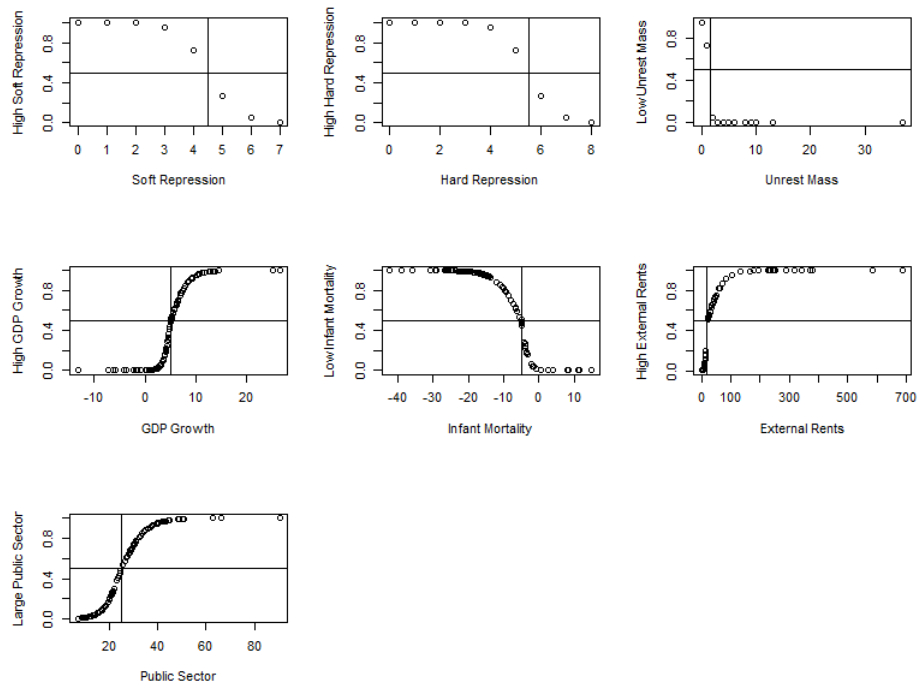 High Soft Repression
0.0 0.4 0.8
0 1 2 3 4 5 6 7
Soft Repression
High Hard Repression
0.0 0.4 0.8
0 2 4 6 8
Hard Repression
Low Unrest Mass
0.0 0.4 0.8
0 10 20 30
Unrest Mass
High GDP Growth
0.0 0.4 0.8
-10 0 10 20
GDP Growth
Low Infant Mortality
0.0 0.4 0.8
-40 -30 -20 -10 0 10
Infant Mortality
High External Rents
0.0 0.4 0.8
0 100 300 500 700
External Rents
Large Public Sector
0.0 0.4 0.8
20 40 60 80
Public Sector